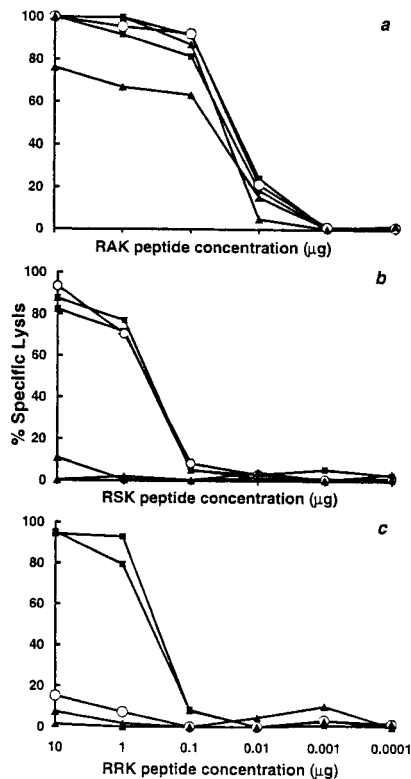 a
100
80
60
40
20
0
RAK peptide concentration (µg)
b
100
80
60
40
20
0
% Specific Lysis
RSK peptide concentration (µg)
c
100
80
60
40
20
0
10 1 0.1 0.01 0.001 0.0001
RRK peptide concentration (µg)